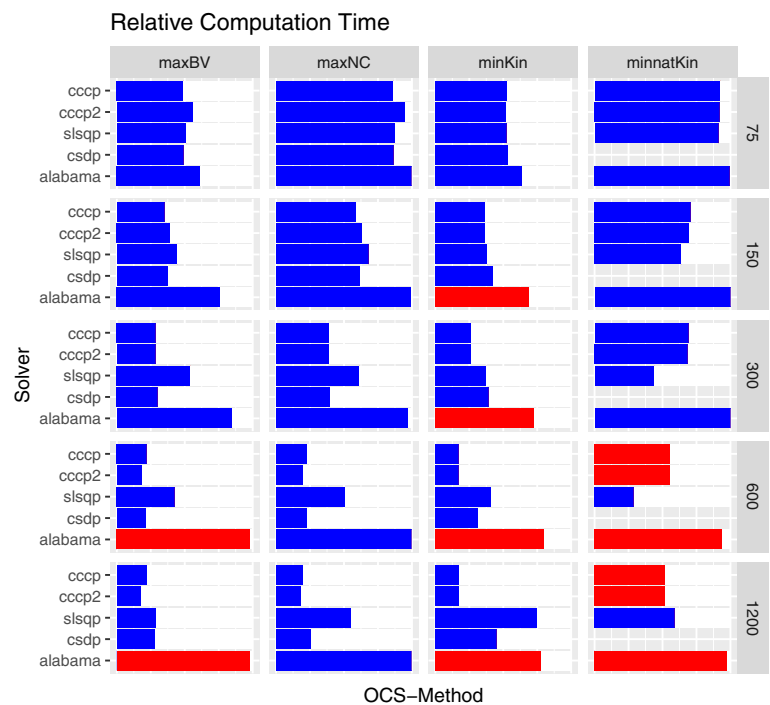 Relative Computation Time
maxBV maxNC minKin minnatKin
cccp
cccp2
slsqp
csdp
alabama
75
cccp
cccp2
slsqp
csdp
alabama
150
cccp
cccp2
slsqp
csdp
alabama
300
cccp
cccp2
slsqp
csdp
alabama
600
cccp
cccp2
slsqp
csdp
alabama
1200
Solver
OCS−Method